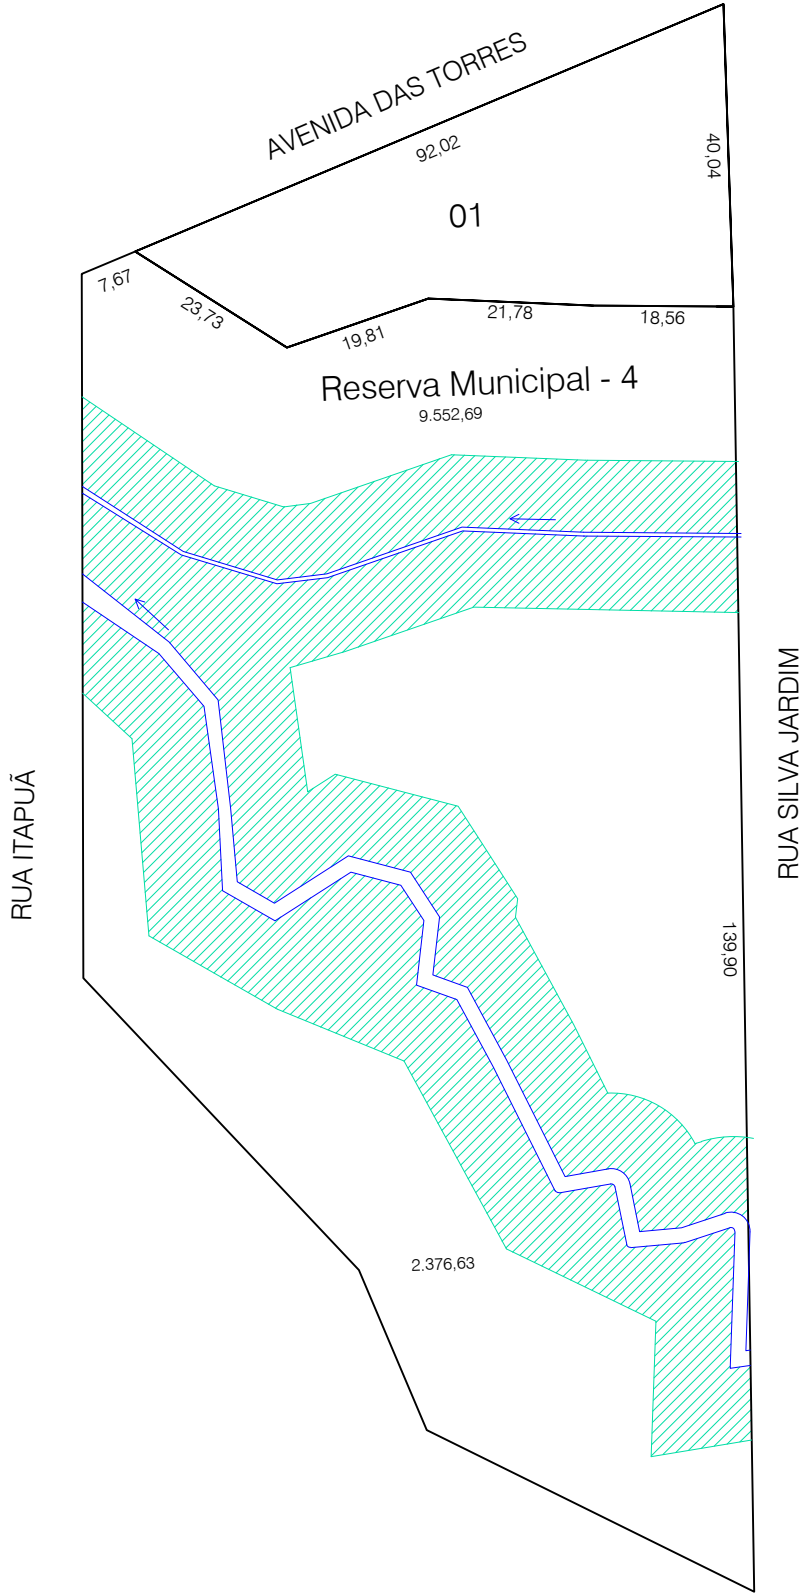 AVENIDA DAS TORRES
92,02
40,04
01
7,67
23,73
19,81
21,78
18,56
Reserva Municipal - 4
9.552,69
RUA ITAPUÃ
RUA SILVA JARDIM
139,90
2.376,63